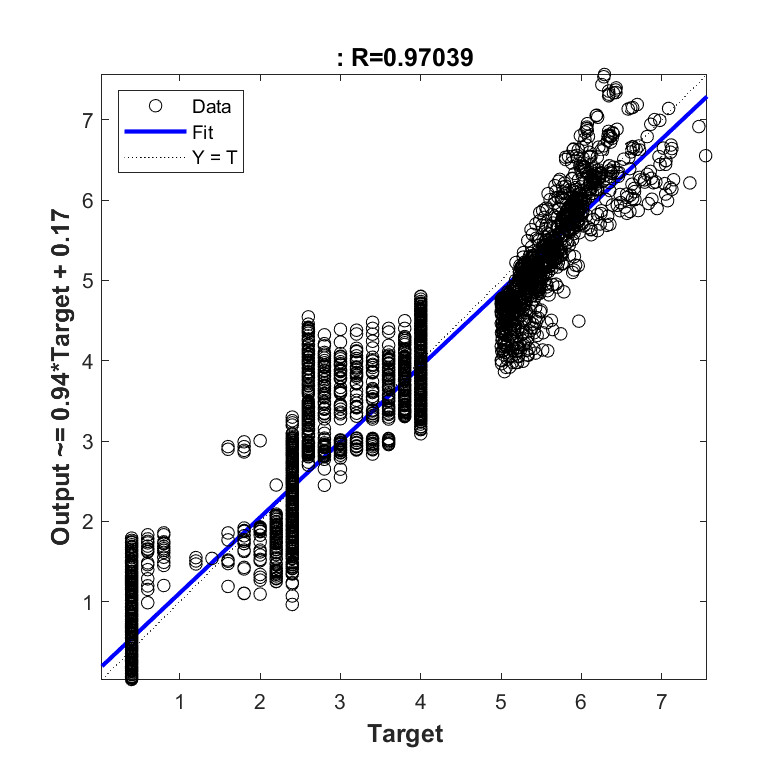 : R=0.97039
Data
Fit
Y = T
Output ~= 0.94*Target + 0.17
7
6
5
4
3
2
1
1 2 3 4 5 6 7
Target